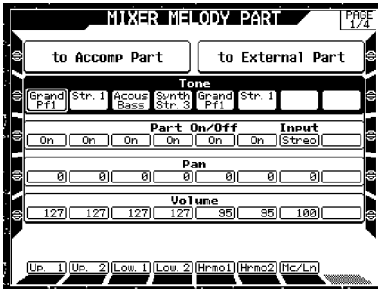 MIXER MELODY PART PAGE 1/4
to Accomp Part to External Part
Tone
Grand Pf1 Str. 1 Acous Bass Synth Str. 3 Grand Pf1 Str. 1
Part On/Off Input
On On On On On On Streo
Pan
0 0 0 0 0 0 0
Volume
127 127 127 127 95 95 100
Up. 1 Up. 2 Low. 1 Low. 2 Hrmo1 Hrmo2 Mc/Ln